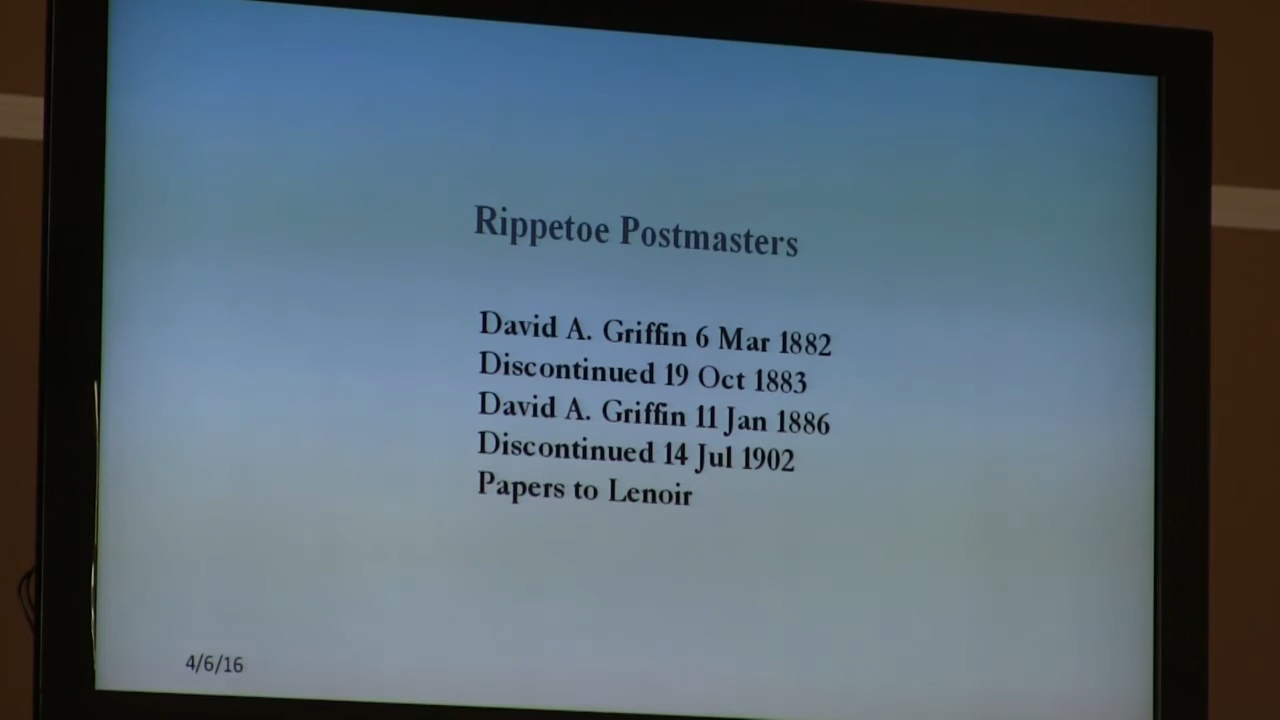 Rippetoe Postmasters
David A. Griffin 6 Mar 1882
Discontinued 19 Oct 1883
David A. Griffin 11 Jan 1886
Discontinued 14 Jul 1902
Papers to Lenoir
4/6/16